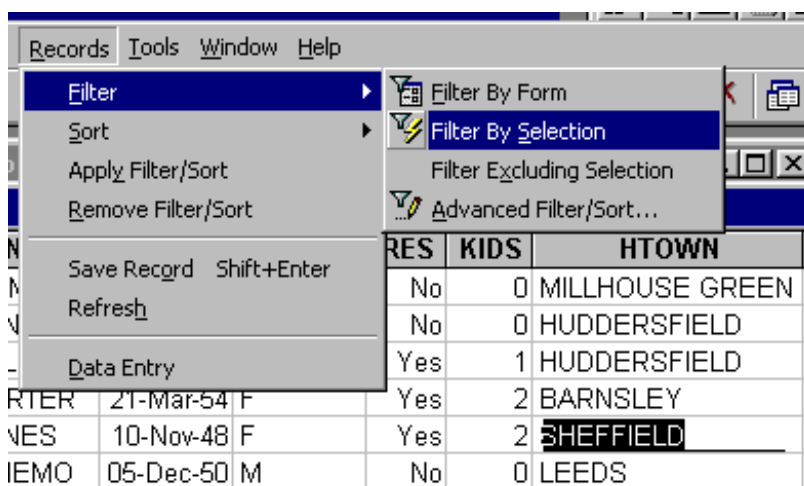 Records Tools Window Help
Filter
Sort
Apply Filter/Sort
Remove Filter/Sort
Save Record Shift+Enter
Refresh
Data Entry
Filter By Form
Filter By Selection
Filter Excluding Selection
Advanced Filter/Sort...
RES KIDS HTOWN
No 0 MILLHOUSE GREEN
No 0 HUDDERSFIELD
Yes 1 HUDDERSFIELD
RTER 21-Mar-54 F Yes 2 BARNSLEY
NES 10-Nov-48 F Yes 2 SHEFFIELD
IEMO 05-Dec-50 M No 0 LEEDS